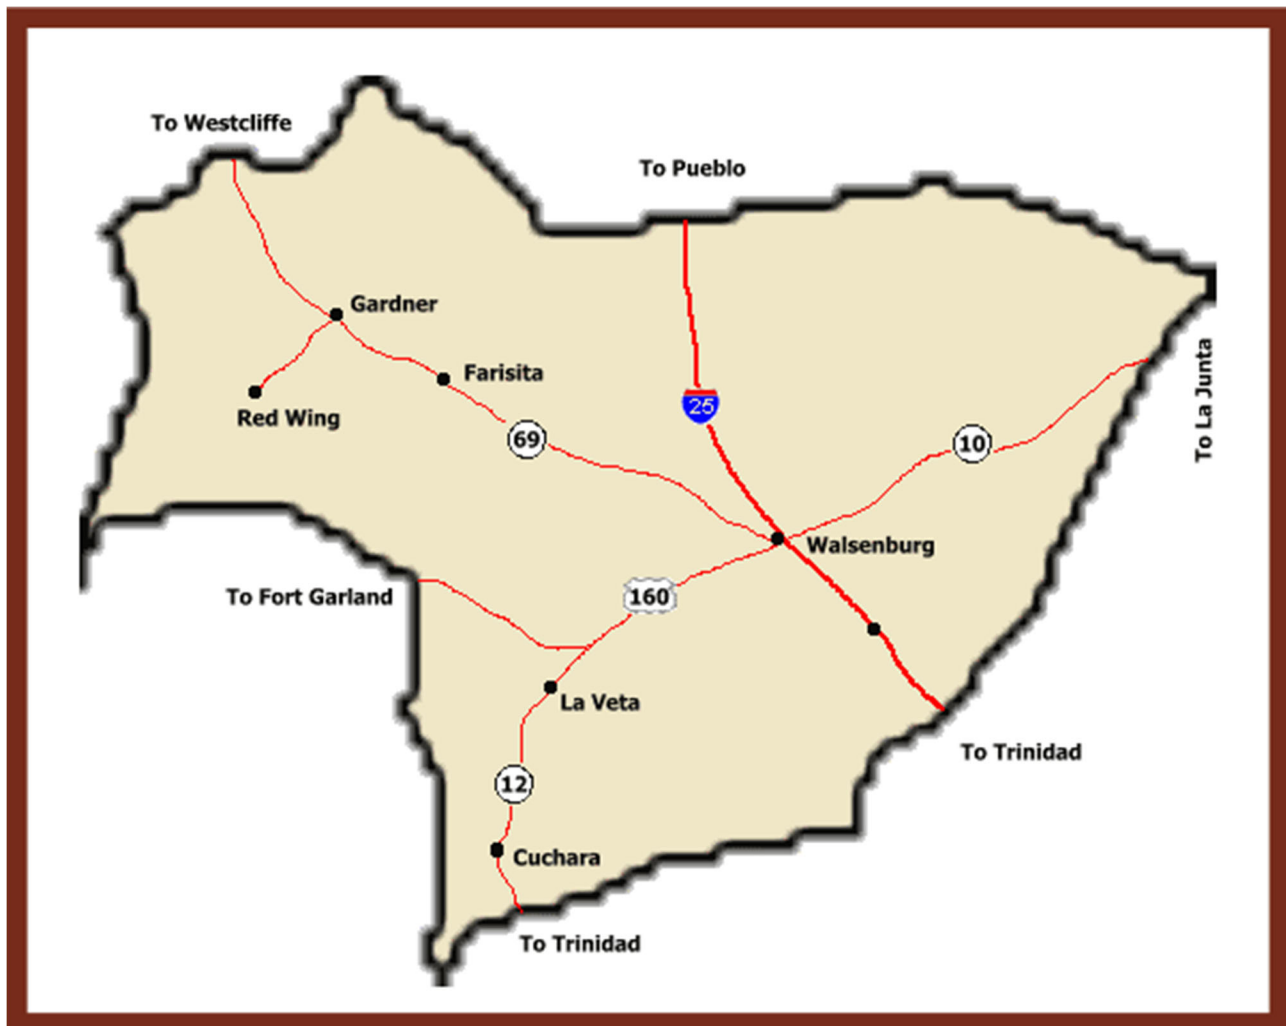 To Westcliffe
To Pueblo
Gardner
Farisita
Red Wing
To La Junta
25
69
10
Walsenburg
160
To Fort Garland
La Veta
To Trinidad
12
Cuchara
To Trinidad